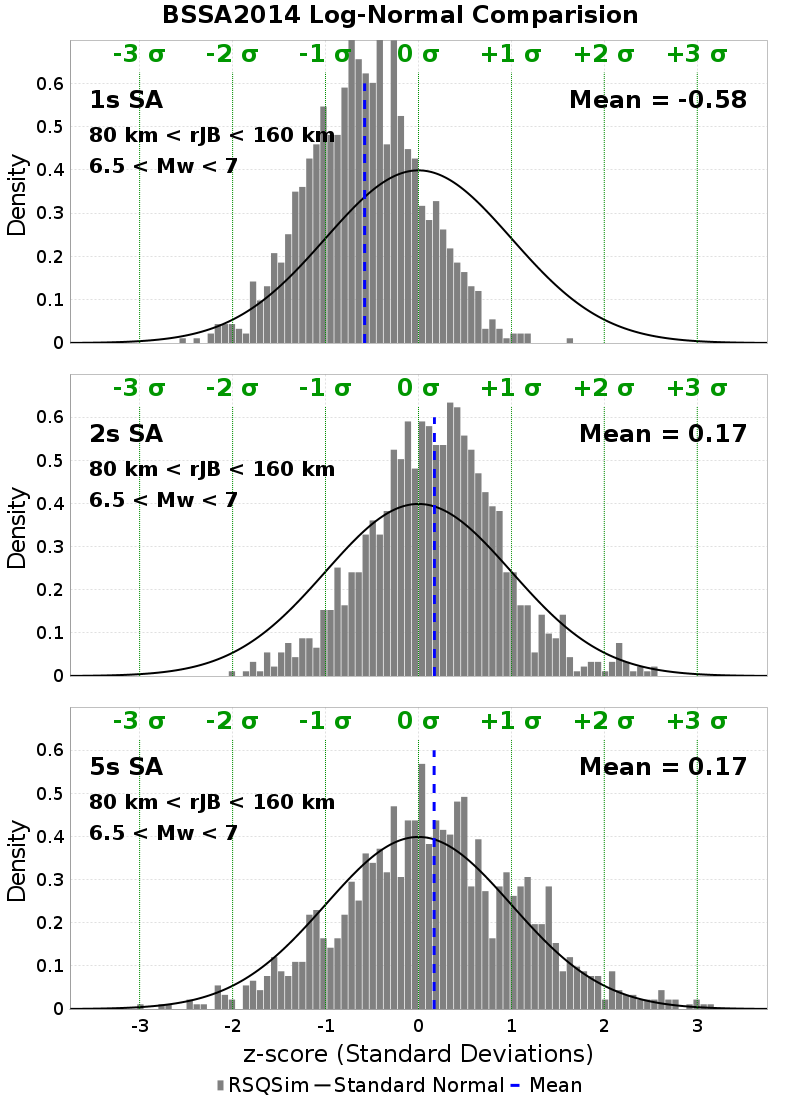 BSSA2014 Log-Normal Comparision
-3 σ -2 σ -1 σ 0 σ +1 σ +2 σ +3 σ
1s SA Mean = -0.58
80 km < rJB < 160 km
6.5 < Mw < 7
0.6
0.5
0.4
0.3
0.2
0.1
0
Density
-3 σ -2 σ -1 σ 0 σ +1 σ +2 σ +3 σ
2s SA Mean = 0.17
80 km < rJB < 160 km
6.5 < Mw < 7
0.6
0.5
0.4
0.3
0.2
0.1
0
Density
-3 σ -2 σ -1 σ 0 σ +1 σ +2 σ +3 σ
5s SA Mean = 0.17
80 km < rJB < 160 km
6.5 < Mw < 7
0.6
0.5
0.4
0.3
0.2
0.1
0
Density
-3 -2 -1 0 1 2 3
z-score (Standard Deviations)
RSQSim Standard Normal Mean